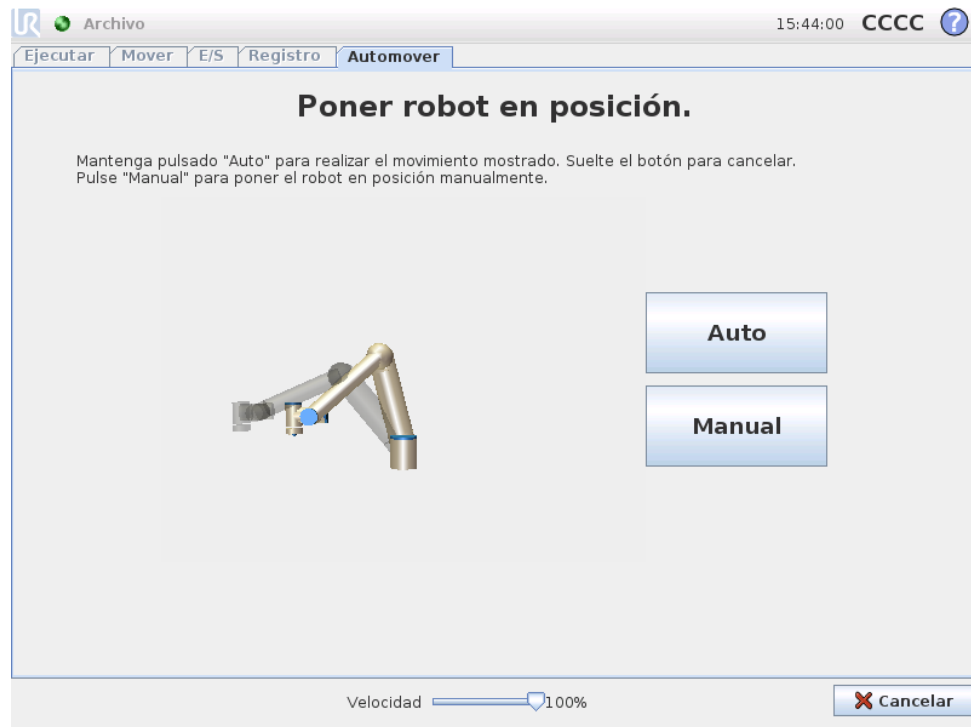 UR
Archivo
15:44:00 CCCC ?
Ejecutar Mover E/S Registro Automover
Poner robot en posición.
Mantenga pulsado "Auto" para realizar el movimiento mostrado. Suelte el botón para cancelar.
Pulse "Manual" para poner el robot en posición manualmente.
Auto
Manual
Velocidad 100%
Cancelar